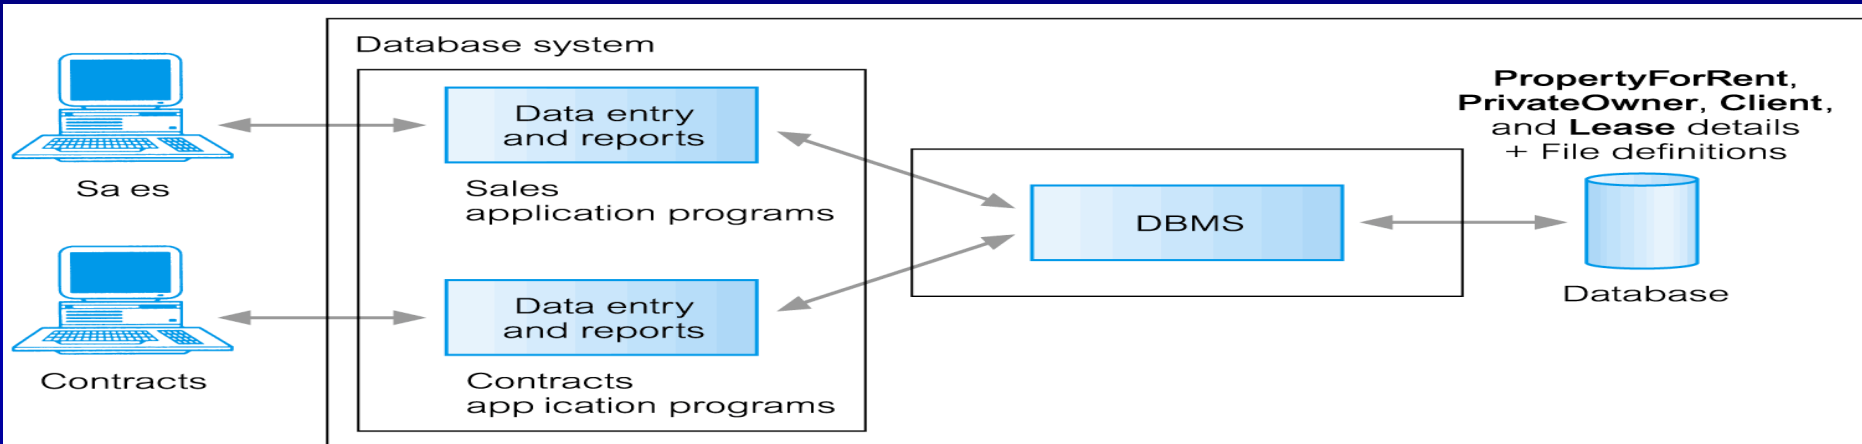 Database system
Sa es
Data entry
and reports
Sales
application programs
Contracts
Data entry
and reports
Contracts
app ication programs
DBMS
PropertyForRent,
PrivateOwner, Client,
and Lease details
+ File definitions
Database